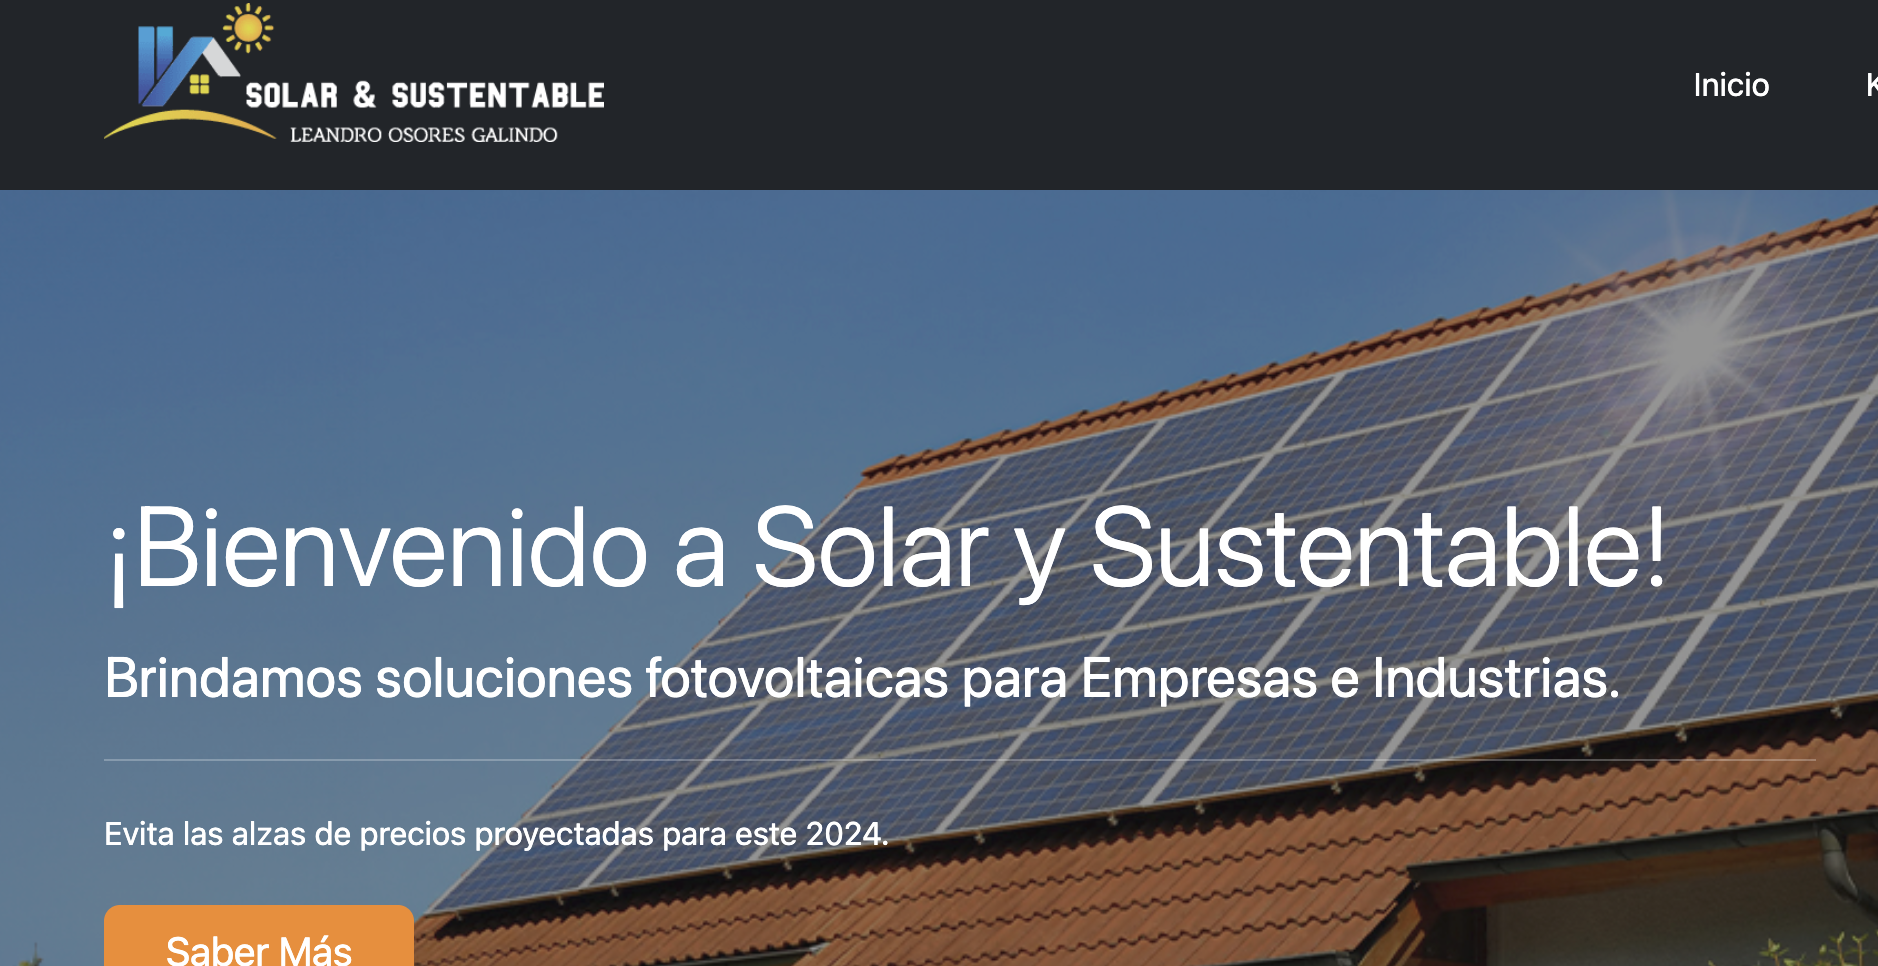 SOLAR & SUSTENTABLE
LEANDRO OSORES GALINDO
Inicio
¡Bienvenido a Solar y Sustentable!
Brindamos soluciones fotovoltaicas para Empresas e Industrias.
Evita las alzas de precios proyectadas para este 2024.
Saber Más